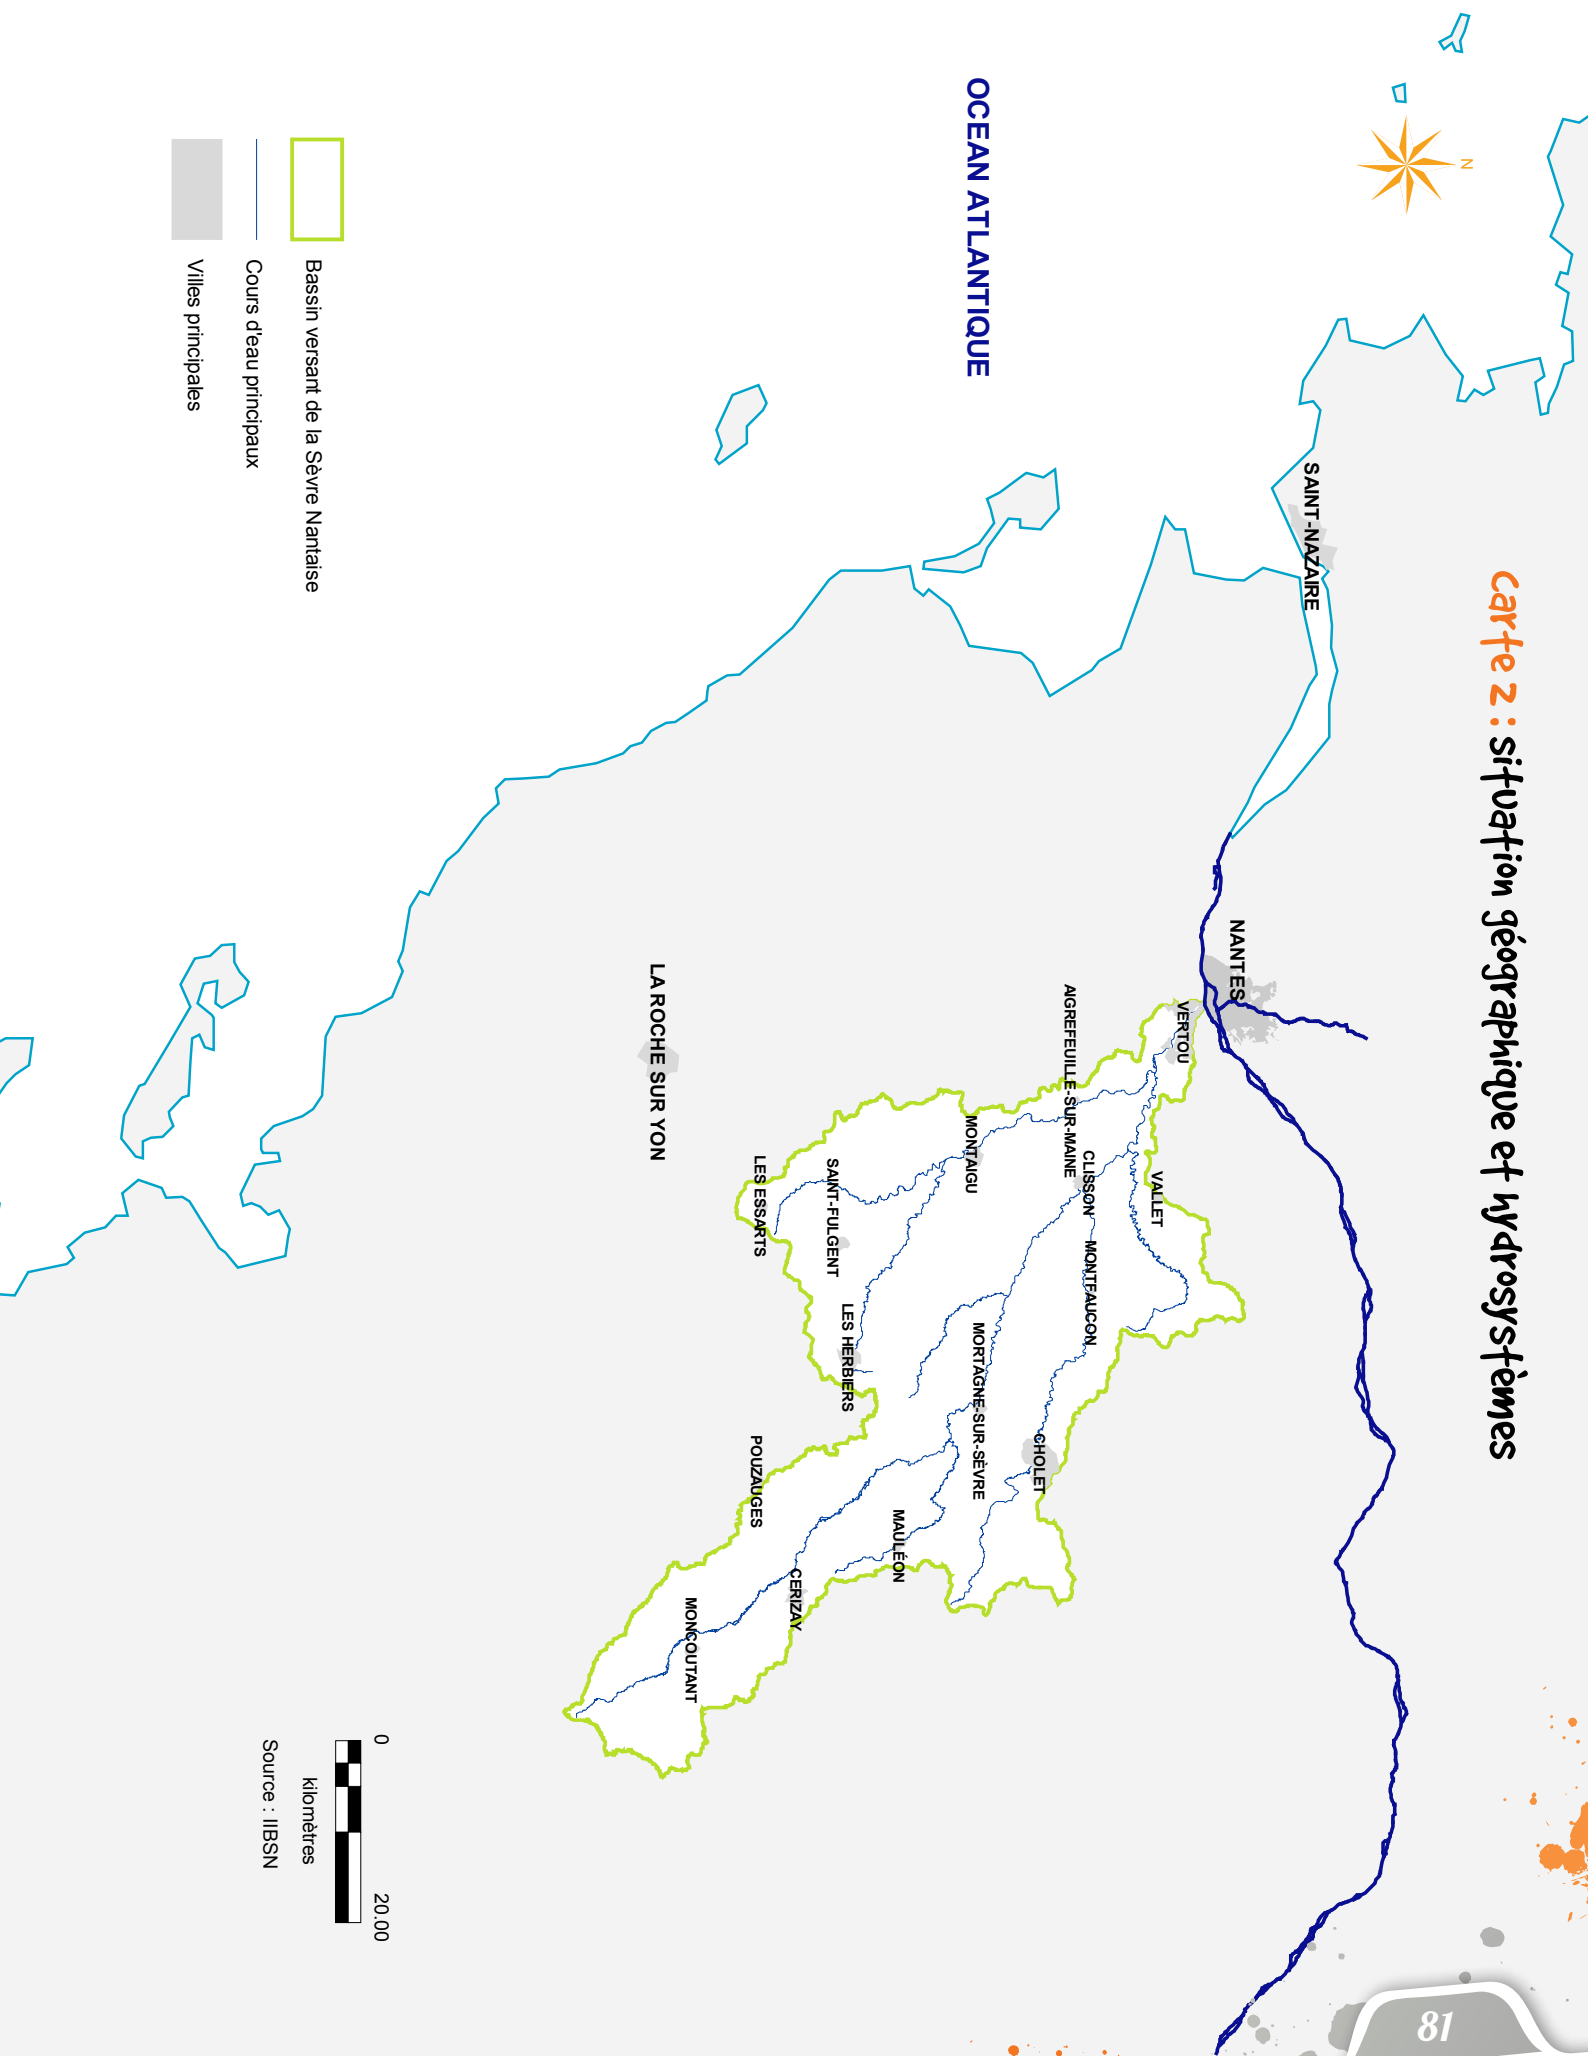 Carte 2 : situation géographique et hydrosystèmes
N
OCEAN ATLANTIQUE
SAINT-NAZAIRE
NANTES
VERTOU
AIGREFEUILLE-SUR-MAINE
VALLET
CLISSON
MONTFAUCON
MONTAIGU
LA ROCHE SUR YON
LES ESSARTS
SAINT-FULGENT
LES HERBIERS
MORTAGNE-SUR-SÈVRE
CHOLET
POUZAUGES
MAULÉON
CERIZAY
MONCOUTANT
Bassin versant de la Sèvre Nantaise
Cours d'eau principaux
Villes principales
0 20.00
kilomètres
Source : IIBSN
81